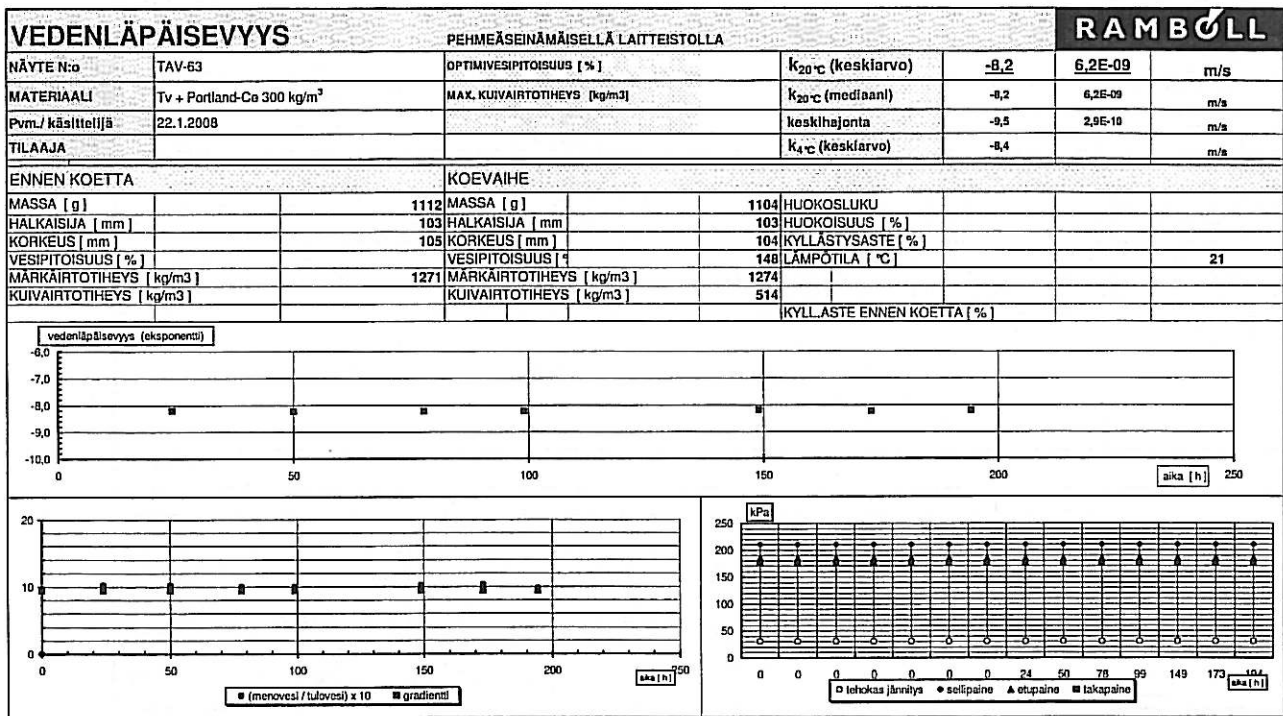 VEDENLÄPÄISEVYYS PEHMEÄSEINÄMÄISELLÄ LAITTEISTOLLA RAMBOLL
NÄYTE N:o TAV-63 OPTIMIVESIPITOISUUS [ % ] k20°C (keskiarvo) -8,2 6,2E-09 m/s
MATERIAALI Tv + Portland-Ce 300 kg/m³ MAX. KUIVAIRTOTIHEYS [kg/m3] k20°C (mediaani) -8,2 6,2E-09 m/s
Pvm./ käsittelijä 22.1.2008 keskihajonta -9,5 2,9E-10 m/s
TILAAJA k4°C (keskiarvo) -8,4 m/s
ENNEN KOETTA KOEVAIHE
MASSA [ g ] 1112 MASSA [ g ] 1104 HUOKOSLUKU
HALKAISIJA [ mm ] 103 HALKAISIJA [ mm 103 HUOKOISUUS [ % ]
KORKEUS [ mm ] 105 KORKEUS [ mm ] 104 KYLLÄSTYSASTE [ % ]
VESIPITOISUUS [ % ] VESIPITOISUUS [ 148 LÄMPÖTILA [ °C ] 21
MÄRKÄIRTOTIHEYS [ kg/m3 ] 1271 MÄRKÄIRTOTIHEYS [ kg/m3 ] 1274
KUIVAIRTOTIHEYS [ kg/m3 ] KUIVAIRTOTIHEYS [ kg/m3 ] 514
KYLL.ASTE ENNEN KOETTA [ % ]
vedenläpäisevyys (eksponentti)
-6,0
-7,0
-8,0
-9,0
-10,0
0 50 100 150 200 250
aika [ h ]
20
10
0
0 50 100 150 200 250
aika [ h ]
● (menovesi / tulovesi) x 10 ■ gradientti
kPa
250
200
150
100
50
0
0 0 0 0 0 0 0 24 50 78 99 149 173 194
aika [ h ]
o tehokas jännitys ● sellipaine ▲ etupaine ■ takapaine